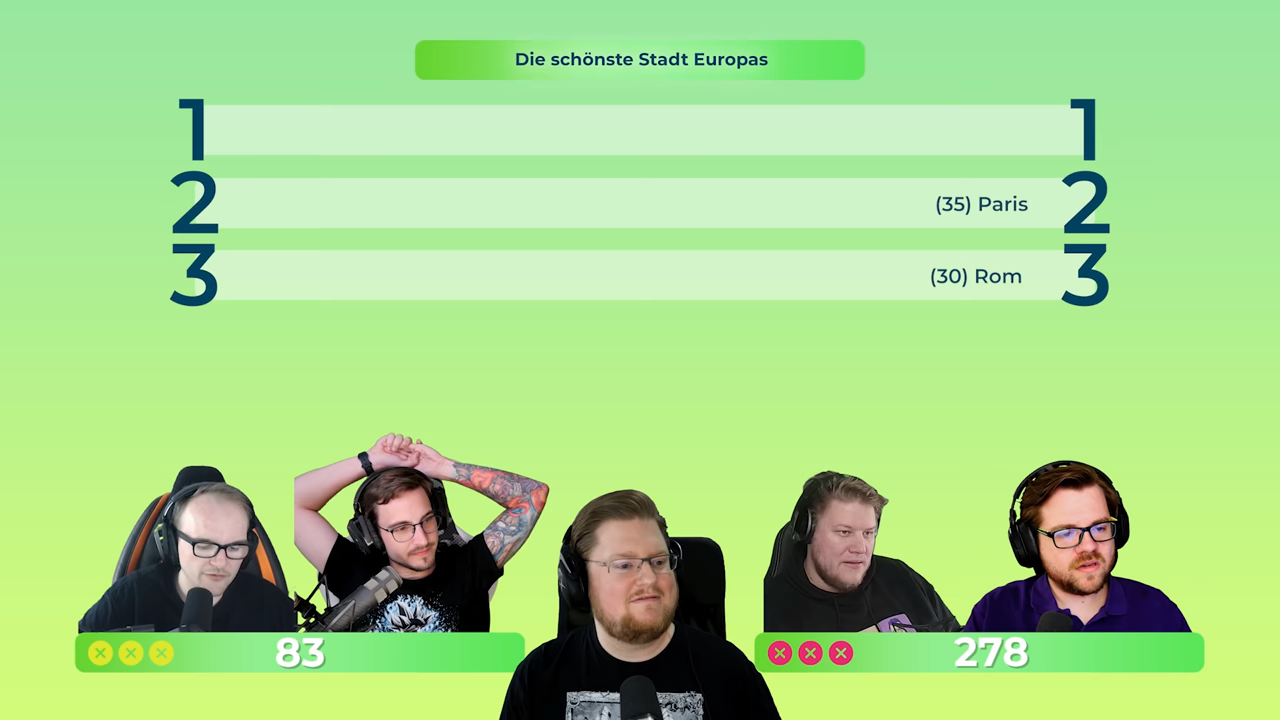 Die schönste Stadt Europas
1 1
2 (35) Paris 2
3 (30) Rom 3
83 278